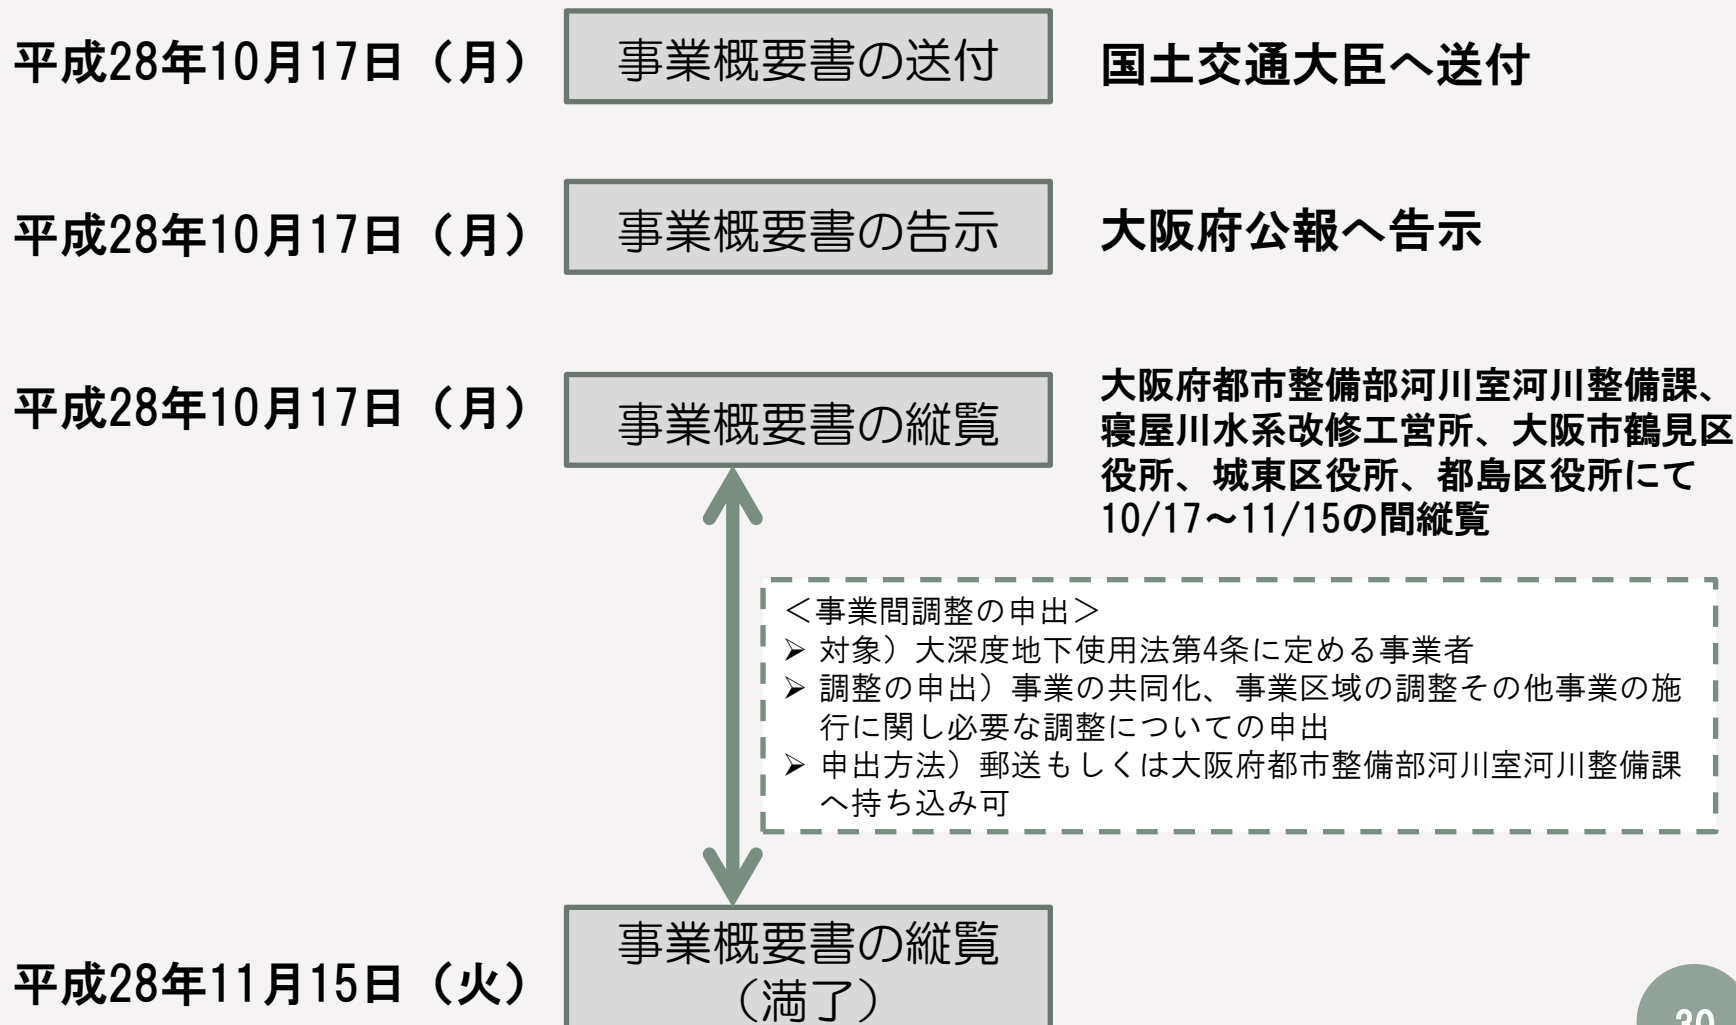 平成28年10月17日（月）
事業概要書の送付
国土交通大臣へ送付
平成28年10月17日（月）
事業概要書の告示
大阪府公報へ告示
平成28年10月17日（月）
事業概要書の縦覧
大阪府都市整備部河川室河川整備課、
寝屋川水系改修工営所、大阪市鶴見区
役所、城東区役所、都島区役所にて
10/17～11/15の間縦覧
＜事業間調整の申出＞
➢ 対象）大深度地下使用法第4条に定める事業者
➢ 調整の申出）事業の共同化、事業区域の調整その他事業の施
行に関し必要な調整についての申出
➢ 申出方法）郵送もしくは大阪府都市整備部河川室河川整備課
へ持ち込み可
平成28年11月15日（火）
事業概要書の縦覧
（満了）